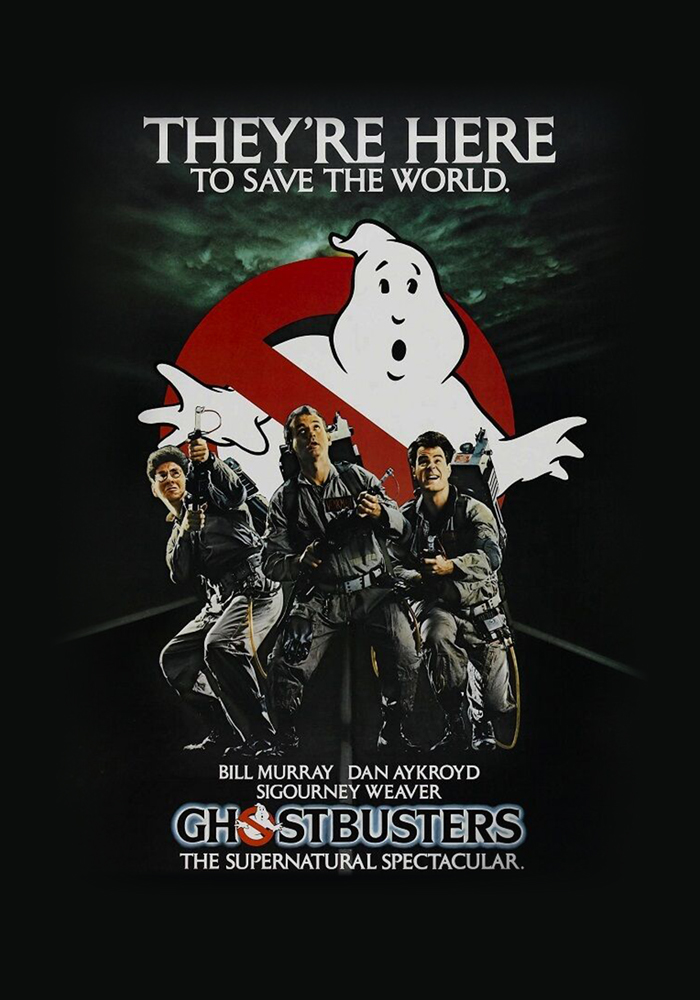 THEY'RE HERE
TO SAVE THE WORLD.
BILL MURRAY DAN AYKROYD
SIGOURNEY WEAVER
GHOSTBUSTERS
THE SUPERNATURAL SPECTACULAR.